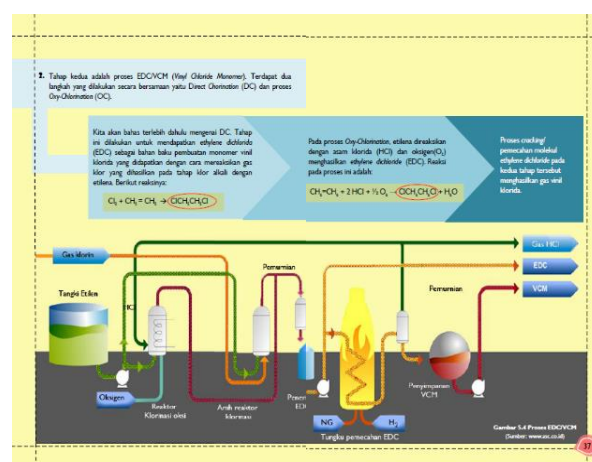 2. Tahap kedua adalah proses EDC/VCM (Vinyl Chloride Monomer). Terdapat dua
langkah yang dilakukan secara bersamaan yaitu Direct Chorination (DC) dan proses
Oxy-Chlorination (OC).
Kita akan bahas terlebih dahulu mengenai DC. Tahap
ini dilakukan untuk mendapatkan ethylene dichloride
(EDC) sebagai bahan baku pembuatan monomer vinil
klorida yang didapatkan dengan cara mereaksikan gas
klor yang dihasilkan pada tahap klor alkali dengan
etilena. Berikut reaksinya:
Cl₂ + CH₂ = CH₂ → ClCH₂CH₂Cl
Pada proses Oxy-Chlorination, etilena direaksikan
dengan asam klorida (HCl) dan oksigen(O₂)
menghasilkan ethylene dichloride (EDC). Reaksi
pada proses ini adalah:
CH₂=CH₂ + 2 HCl + ½ O₂ → ClCH₂CH₂Cl + H₂O
Proses cracking/
pemecahan molekul
ethylene dichloride pada
kedua tahap tersebut
menghasilkan gas vinil
klorida.
Gas HCl
Gas klorin
EDC
Pemurnian
Tangki Etilen
Pemurnian
VCM
HCl
Penyimpanan
VCM
Oksigen
Reaktor
Klorinasi oksi
reaktor
klorinasi
EDC
NG
H₂
Tungku pemecahan EDC
Gambar 5.4 Proses EDC/VCM
(Sumber: www.asc.co.id)
37